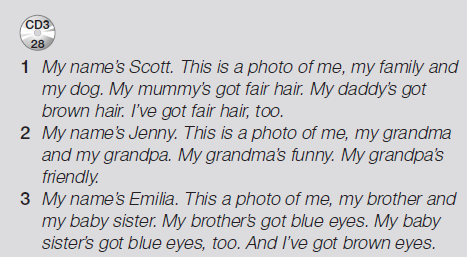 CD3
28
1 My name's Scott. This is a photo of me, my family and
my dog. My mummy's got fair hair. My daddy's got
brown hair. I've got fair hair, too.
2 My name's Jenny. This is a photo of me, my grandma
and my grandpa. My grandma's funny. My grandpa's
friendly.
3 My name's Emilia. This a photo of me, my brother and
my baby sister. My brother's got blue eyes. My baby
sister's got blue eyes, too. And I've got brown eyes.